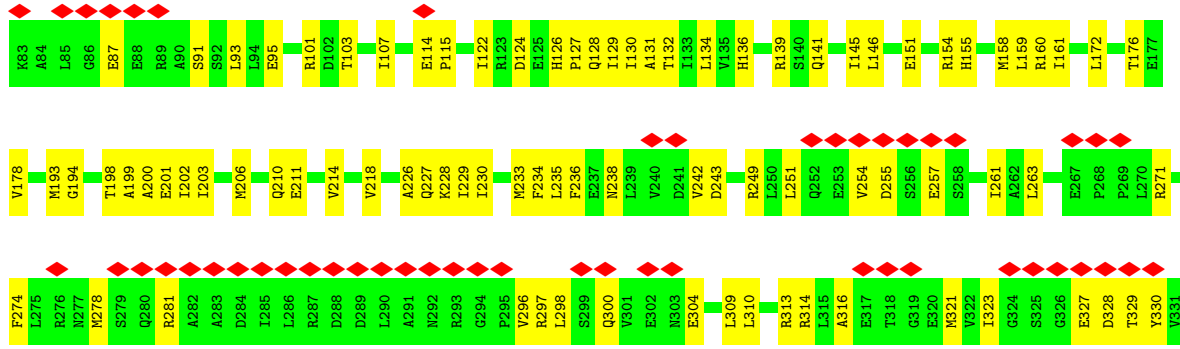 K83 A84 L85 G86 E87 E88 R89 A90 S91 S92 L93 L94 E95 R101 D102 T103 I107 E114 P115 I122 R123 D124 E125 H126 P127 Q128 I129 I130 A131 T132 I133 L134 V135 H136 R139 S140 Q141 I145 L146 E151 R154 H155 M158 L159 R160 I161 L172 T176 E177
V178 M193 G194 T198 A199 A200 E201 I202 I203 M206 Q210 E211 V214 V218 A226 Q227 K228 I229 I230 M233 F234 L235 F236 E237 N238 L239 V240 D241 V242 D243 R249 L250 L251 Q252 E253 V254 D255 S256 E257 S258 I261 A262 L263 E267 P268 P269 L270 R271
F274 L275 R276 N277 M278 S279 Q280 R281 A282 A283 D284 I285 L286 R287 D288 D289 L290 A291 N292 R293 G294 P295 V296 R297 L298 S299 Q300 V301 E302 N303 E304 L309 L310 R313 R314 L315 A316 E317 T318 G319 E320 M321 V322 I323 G324 S325 G326 E327 D328 T329 Y330 V331